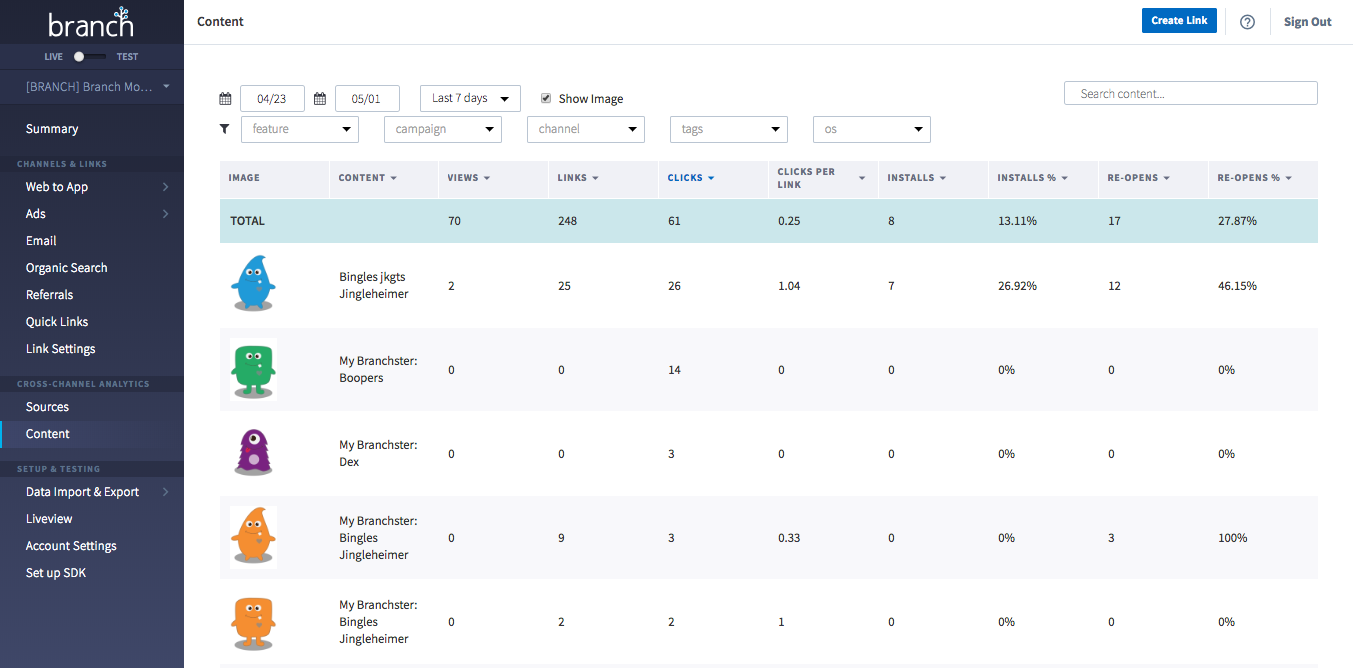 branch
LIVE TEST
[BRANCH] Branch Mo...
Summary
CHANNELS & LINKS
Web to App
Ads
Email
Organic Search
Referrals
Quick Links
Link Settings
CROSS-CHANNEL ANALYTICS
Sources
Content
SETUP & TESTING
Data Import & Export
Liveview
Account Settings
Set up SDK
Content
Create Link
?
Sign Out
04/23 05/01 Last 7 days Show Image
Search content...
feature campaign channel tags os
IMAGE CONTENT VIEWS LINKS CLICKS CLICKS PER LINK INSTALLS INSTALLS % RE-OPENS RE-OPENS %
TOTAL 70 248 61 0.25 8 13.11% 17 27.87%
Bingles jkgts
Jingleheimer
2 25 26 1.04 7 26.92% 12 46.15%
My Branchster:
Boopers
0 0 14 0 0 0% 0 0%
My Branchster:
Dex
0 0 3 0 0 0% 0 0%
My Branchster:
Bingles
Jingleheimer
0 9 3 0.33 0 0% 3 100%
My Branchster:
Bingles
Jingleheimer
0 2 2 1 0 0% 0 0%